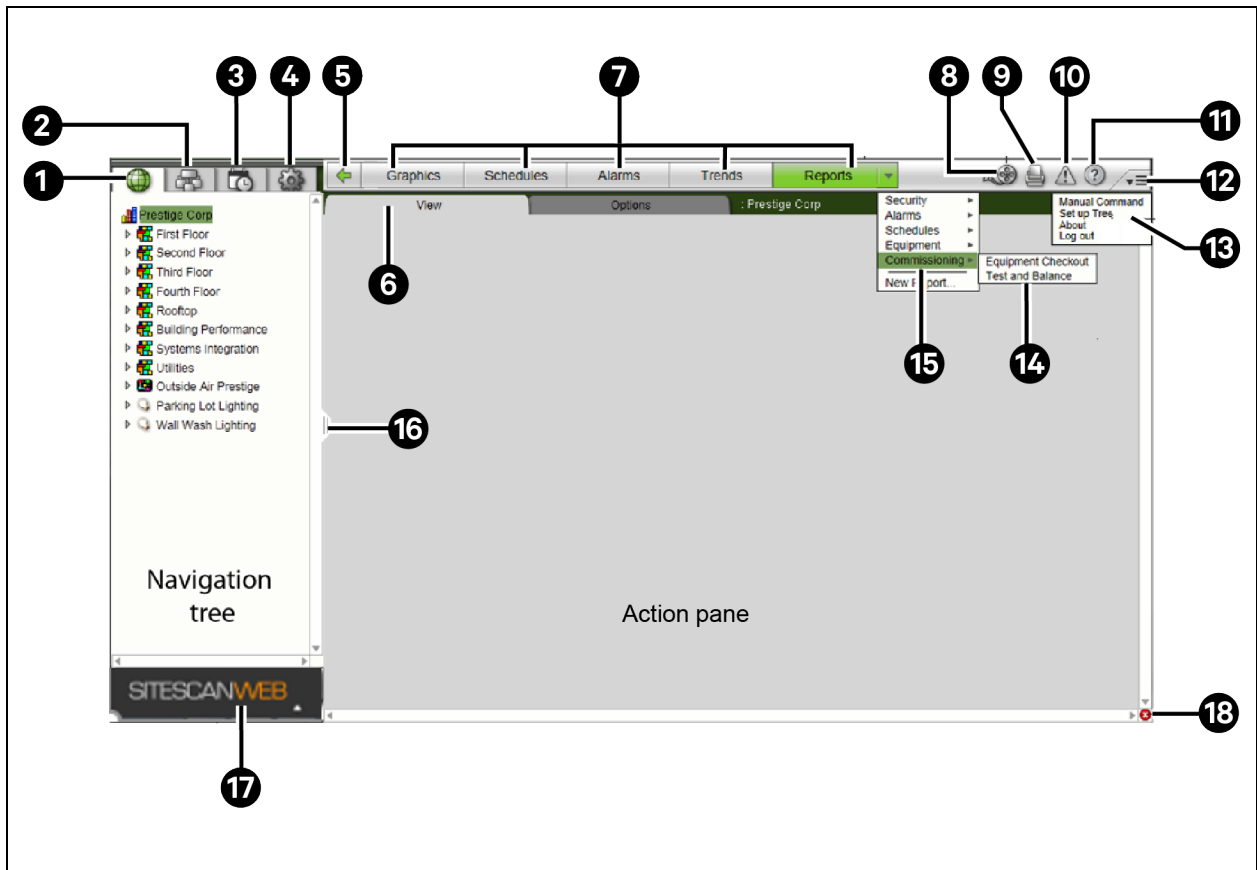 3 4 5 7 8 9 10
2 11
1 Graphics Schedules Alarms Trends Reports 12
View Options : Prestige Corp
Prestige Corp
First Floor
Second Floor
Third Floor
Fourth Floor
Rooftop
Building Performance
Systems Integration
Utilities
Outside Air Prestige
Parking Lot Lighting
Wall Wash Lighting
Security
Alarms
Schedules
Equipment
Commissioning
New Report...
Equipment Checkout
Test and Balance
Manual Command
Set up Tree
About
Log out
13
6
15 14
16
Navigation
tree
Action pane
SITESCANWEB
18
17